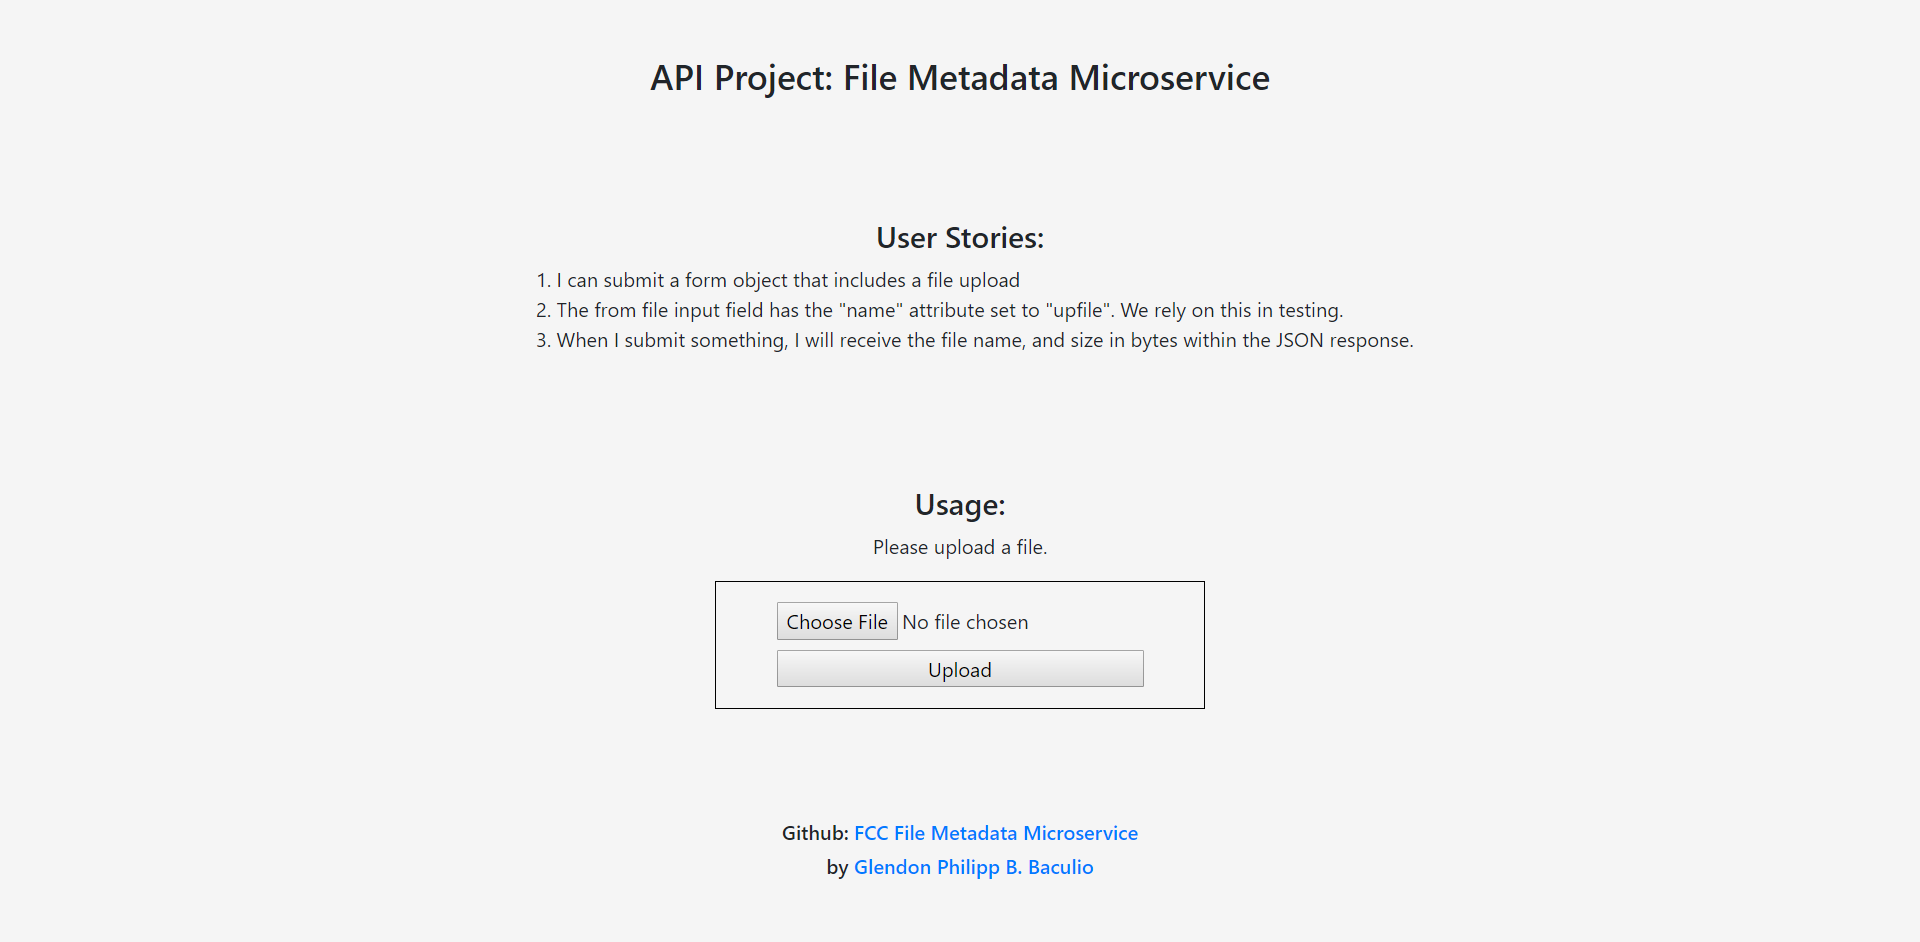 API Project: File Metadata Microservice
User Stories:
1. I can submit a form object that includes a file upload
2. The from file input field has the "name" attribute set to "upfile". We rely on this in testing.
3. When I submit something, I will receive the file name, and size in bytes within the JSON response.
Usage:
Please upload a file.
Choose File No file chosen
Upload
Github: FCC File Metadata Microservice
by Glendon Philipp B. Baculio